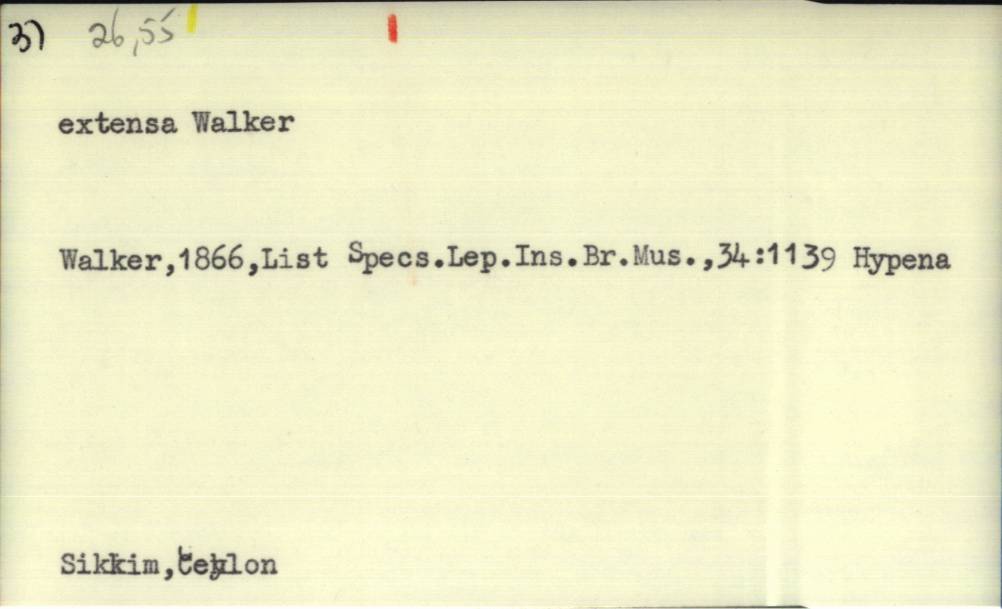 37 26,55
extensa Walker
Walker,1866,List Specs.Lep.Ins.Br.Mus.,34:1139 Hypena
Sikkim,Ceylon